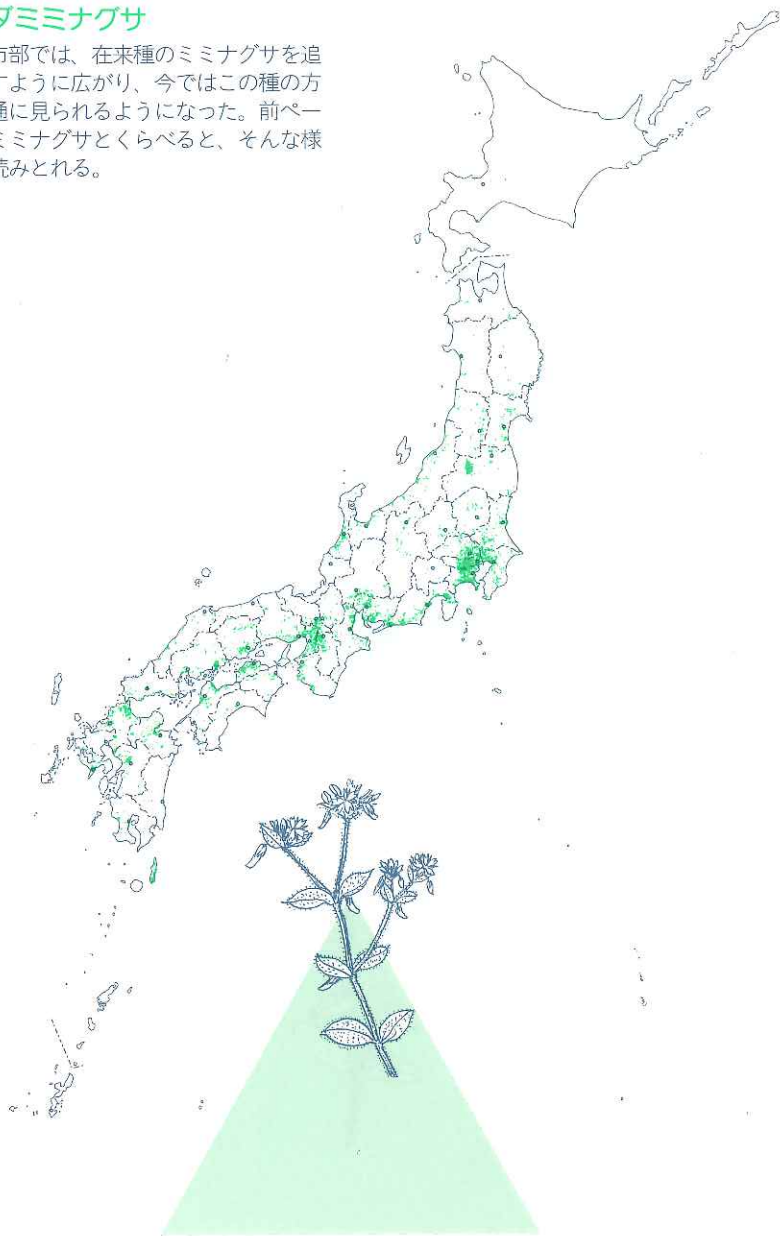 ダミミナグサ
市部では、在来種のミミナグサを追
すように広がり、今ではこの種の方
通に見られるようになった。前ペー
ミミナグサとくらべると、そんな様
読みとれる。